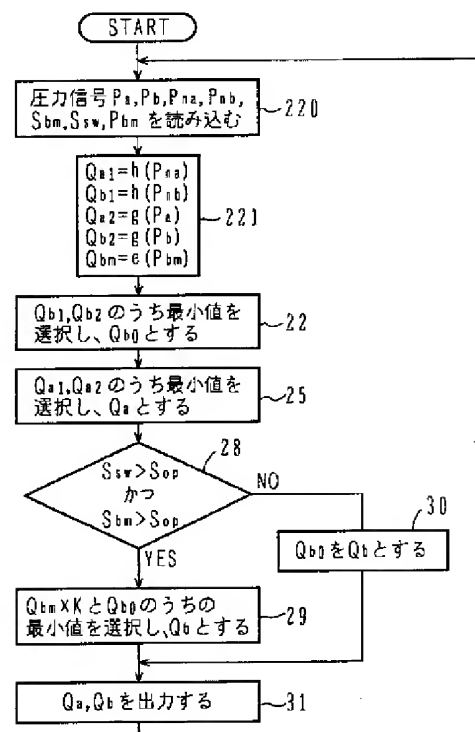 START
圧力信号Pa,Pb,Pna,Pnb,
Sbm,Ssw,Pbmを読み込む
220
Qa1=h(Pna)
Qb1=h(Pnb)
Qa2=g(Pa)
Qb2=g(Pb)
Qbm=e(Pbm)
221
Qb1,Qb2のうち最小値を
選択し、Qb0とする
22
Qa1,Qa2のうち最小値を
選択し、Qaとする
25
Ssw>Sop
かつ
Sbm>Sop
28
NO
YES
30
Qb0をQbとする
Qbm×KとQb0のうちの
最小値を選択し、Qbとする
29
Qa,Qbを出力する
31